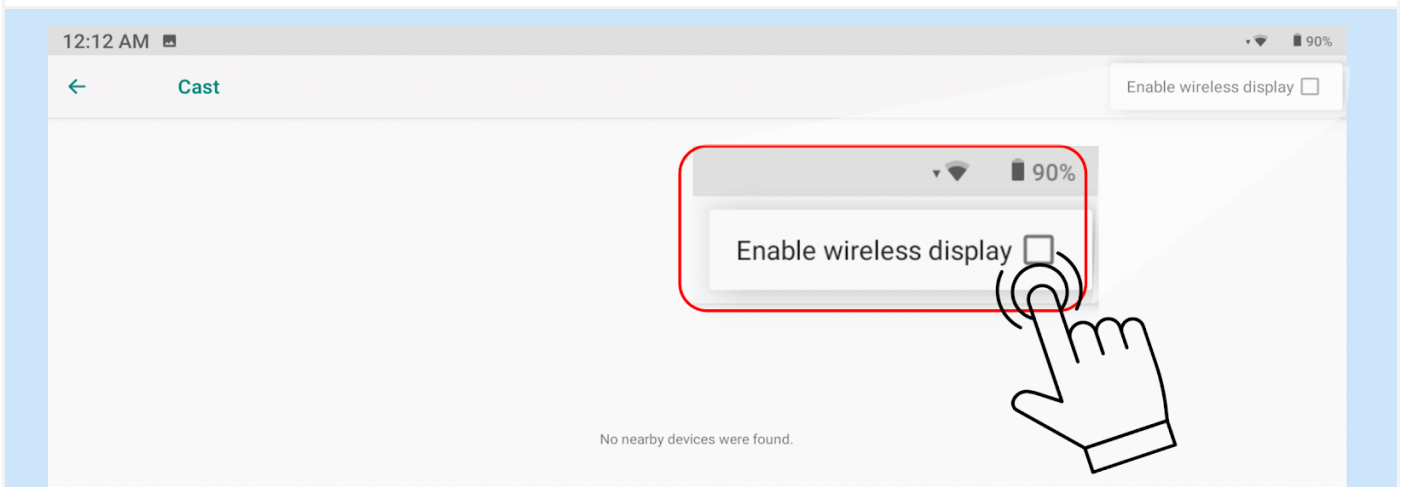 12:12 AM 90%
Cast Enable wireless display
90%
Enable wireless display
No nearby devices were found.